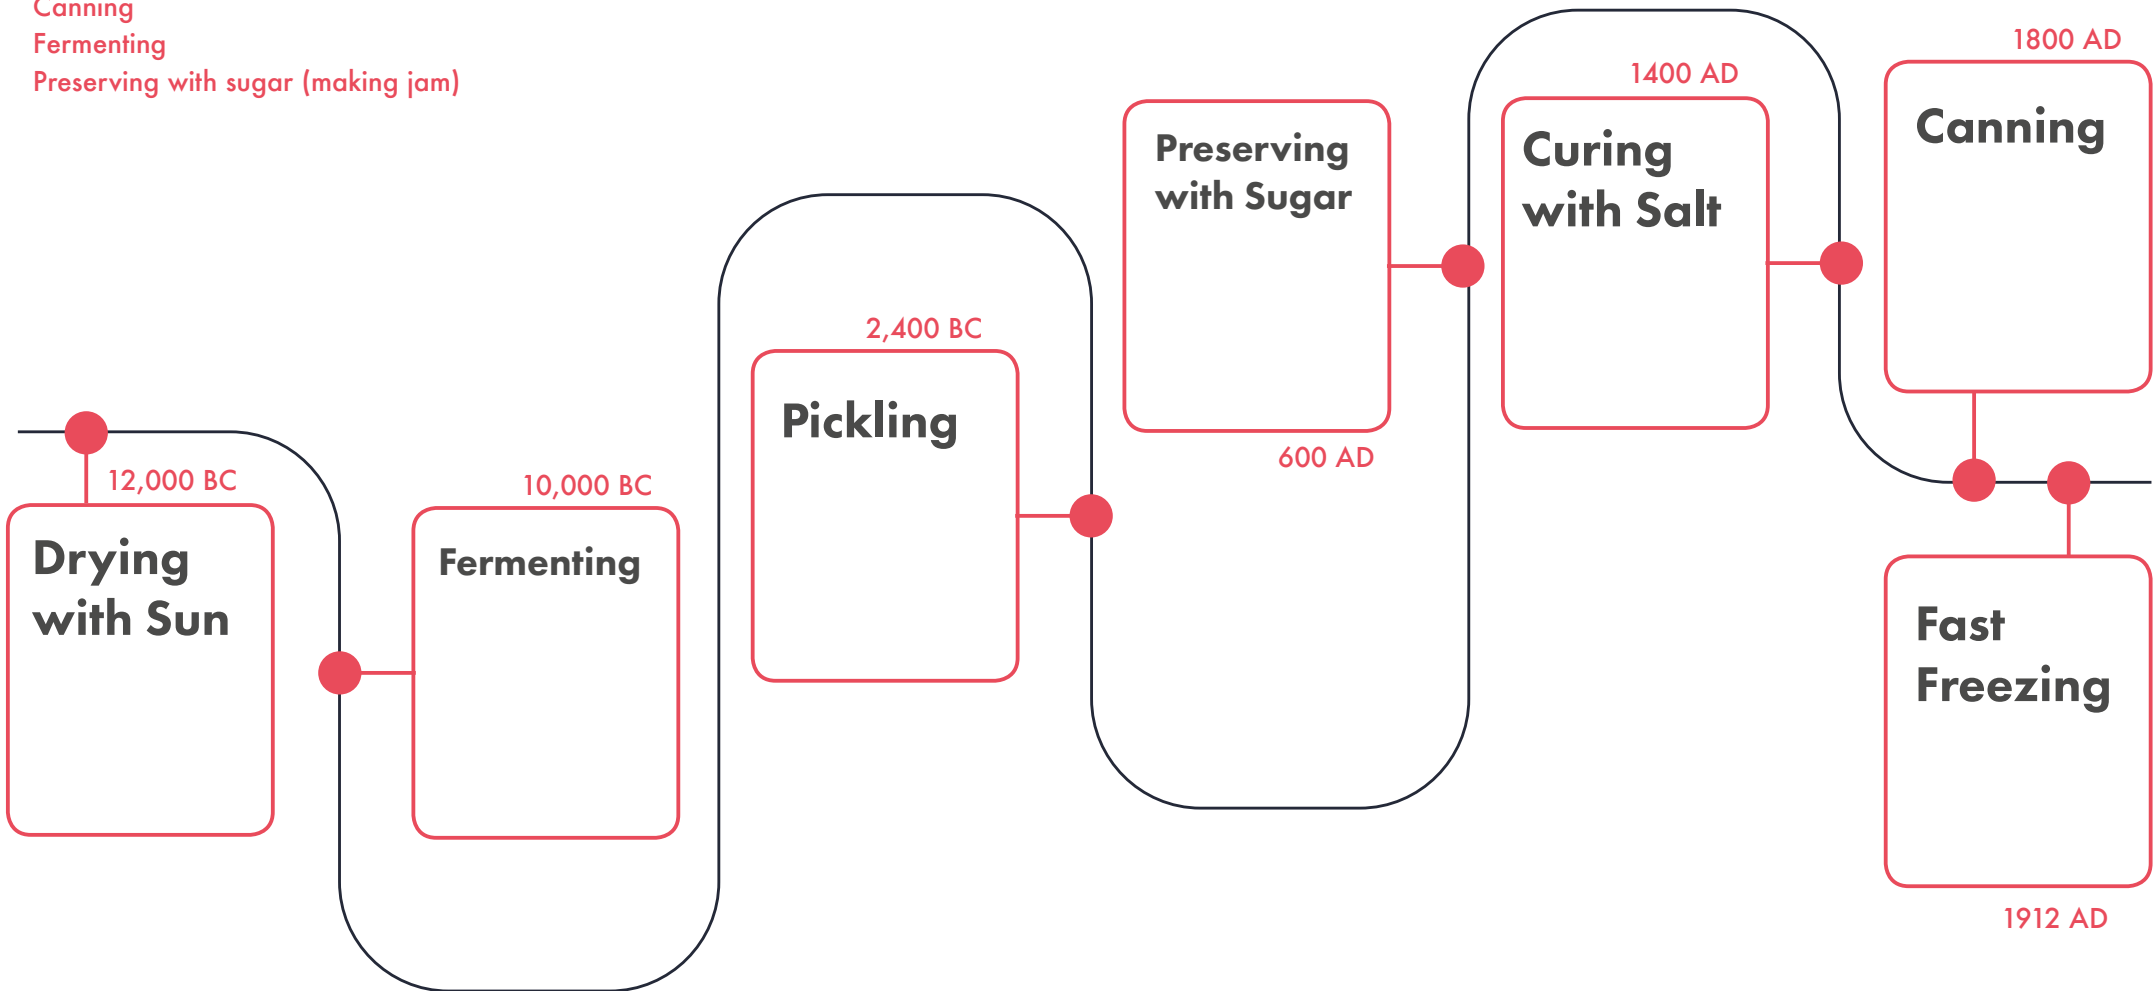 Canning
Fermenting
Preserving with sugar (making jam)
12,000 BC
Drying
with Sun
10,000 BC
Fermenting
2,400 BC
Pickling
Preserving
with Sugar
600 AD
1400 AD
Curing
with Salt
1800 AD
Canning
Fast
Freezing
1912 AD